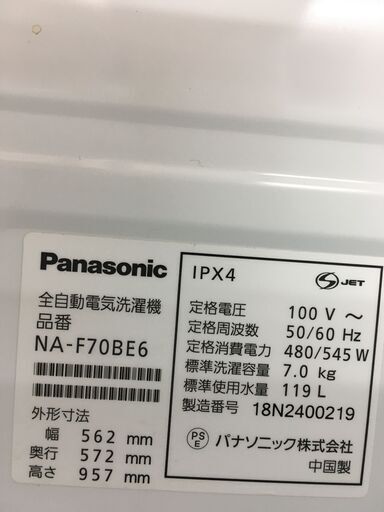 Panasonic
全自動電気洗濯機
品番
NA-F70BE6
外形寸法
幅 562 mm
奥行 572 mm
高さ 957 mm
IPX4
S JET
定格電圧 100 V ～
定格周波数 50/60 Hz
定格消費電力 480/545 W
標準洗濯容量 7.0 kg
標準使用水量 119 L
製造番号 18N2400219
PS E パナソニック株式会社
中国製